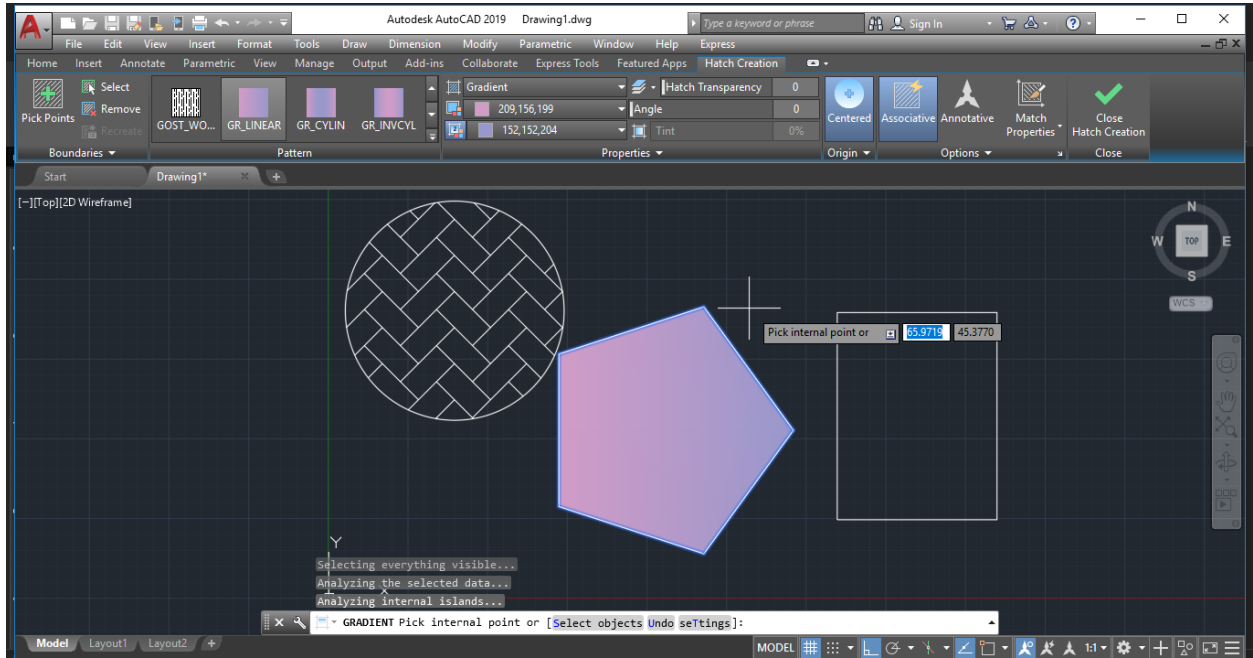 Autodesk AutoCAD 2019 Drawing1.dwg Type a keyword or phrase Sign In
File Edit View Insert Format Tools Draw Dimension Modify Parametric Window Help Express
Home Insert Annotate Parametric View Manage Output Add-ins Collaborate Express Tools Featured Apps Hatch Creation
Pick Points
Select
Remove
Recreate
Boundaries
GOST_WO... GR_LINEAR GR_CYLIN GR_INVCYL
Pattern
Gradient Hatch Transparency 0
209,156,199 Angle 0
152,152,204 Tint 0%
Properties
Centered
Origin
Associative Annotative Match
Properties
Options
Close
Hatch Creation
Close
Start Drawing1* +
[−][Top][2D Wireframe]
N
W TOP E
S
WCS
Pick internal point or 65.9719 45.3770
Y
X
Selecting everything visible...
Analyzing the selected data...
Analyzing internal islands...
GRADIENT Pick internal point or [Select objects Undo seTtings]:
Model Layout1 Layout2 + MODEL 1:1